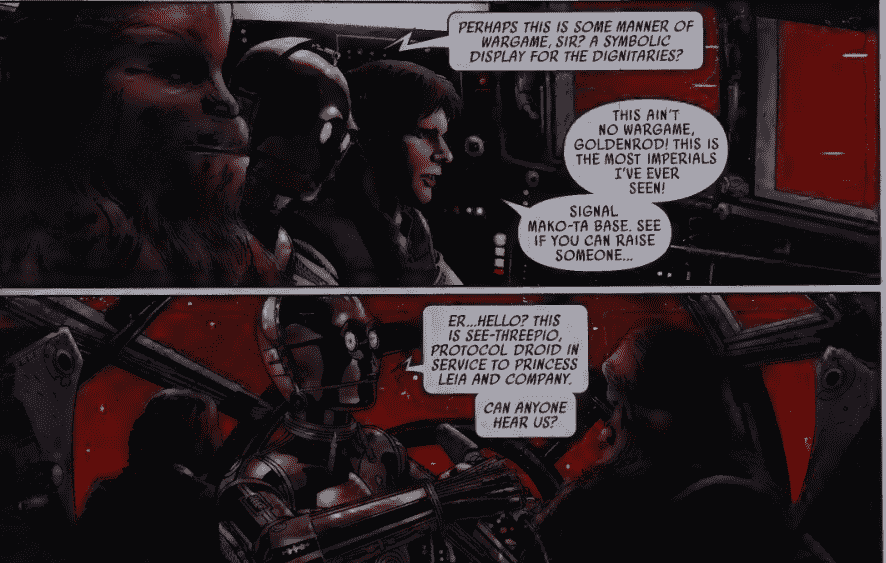 PERHAPS THIS IS SOME MANNER OF
WARGAME, SIR? A SYMBOLIC
DISPLAY FOR THE DIGNITARIES?
THIS AIN'T
NO WARGAME,
GOLDENROD! THIS IS
THE MOST IMPERIALS
I'VE EVER
SEEN!
SIGNAL
MAKO-TA BASE. SEE
IF YOU CAN RAISE
SOMEONE...
ER...HELLO? THIS
IS SEE-THREEPIO,
PROTOCOL DROID IN
SERVICE TO PRINCESS
LEIA AND COMPANY.
CAN ANYONE
HEAR US?